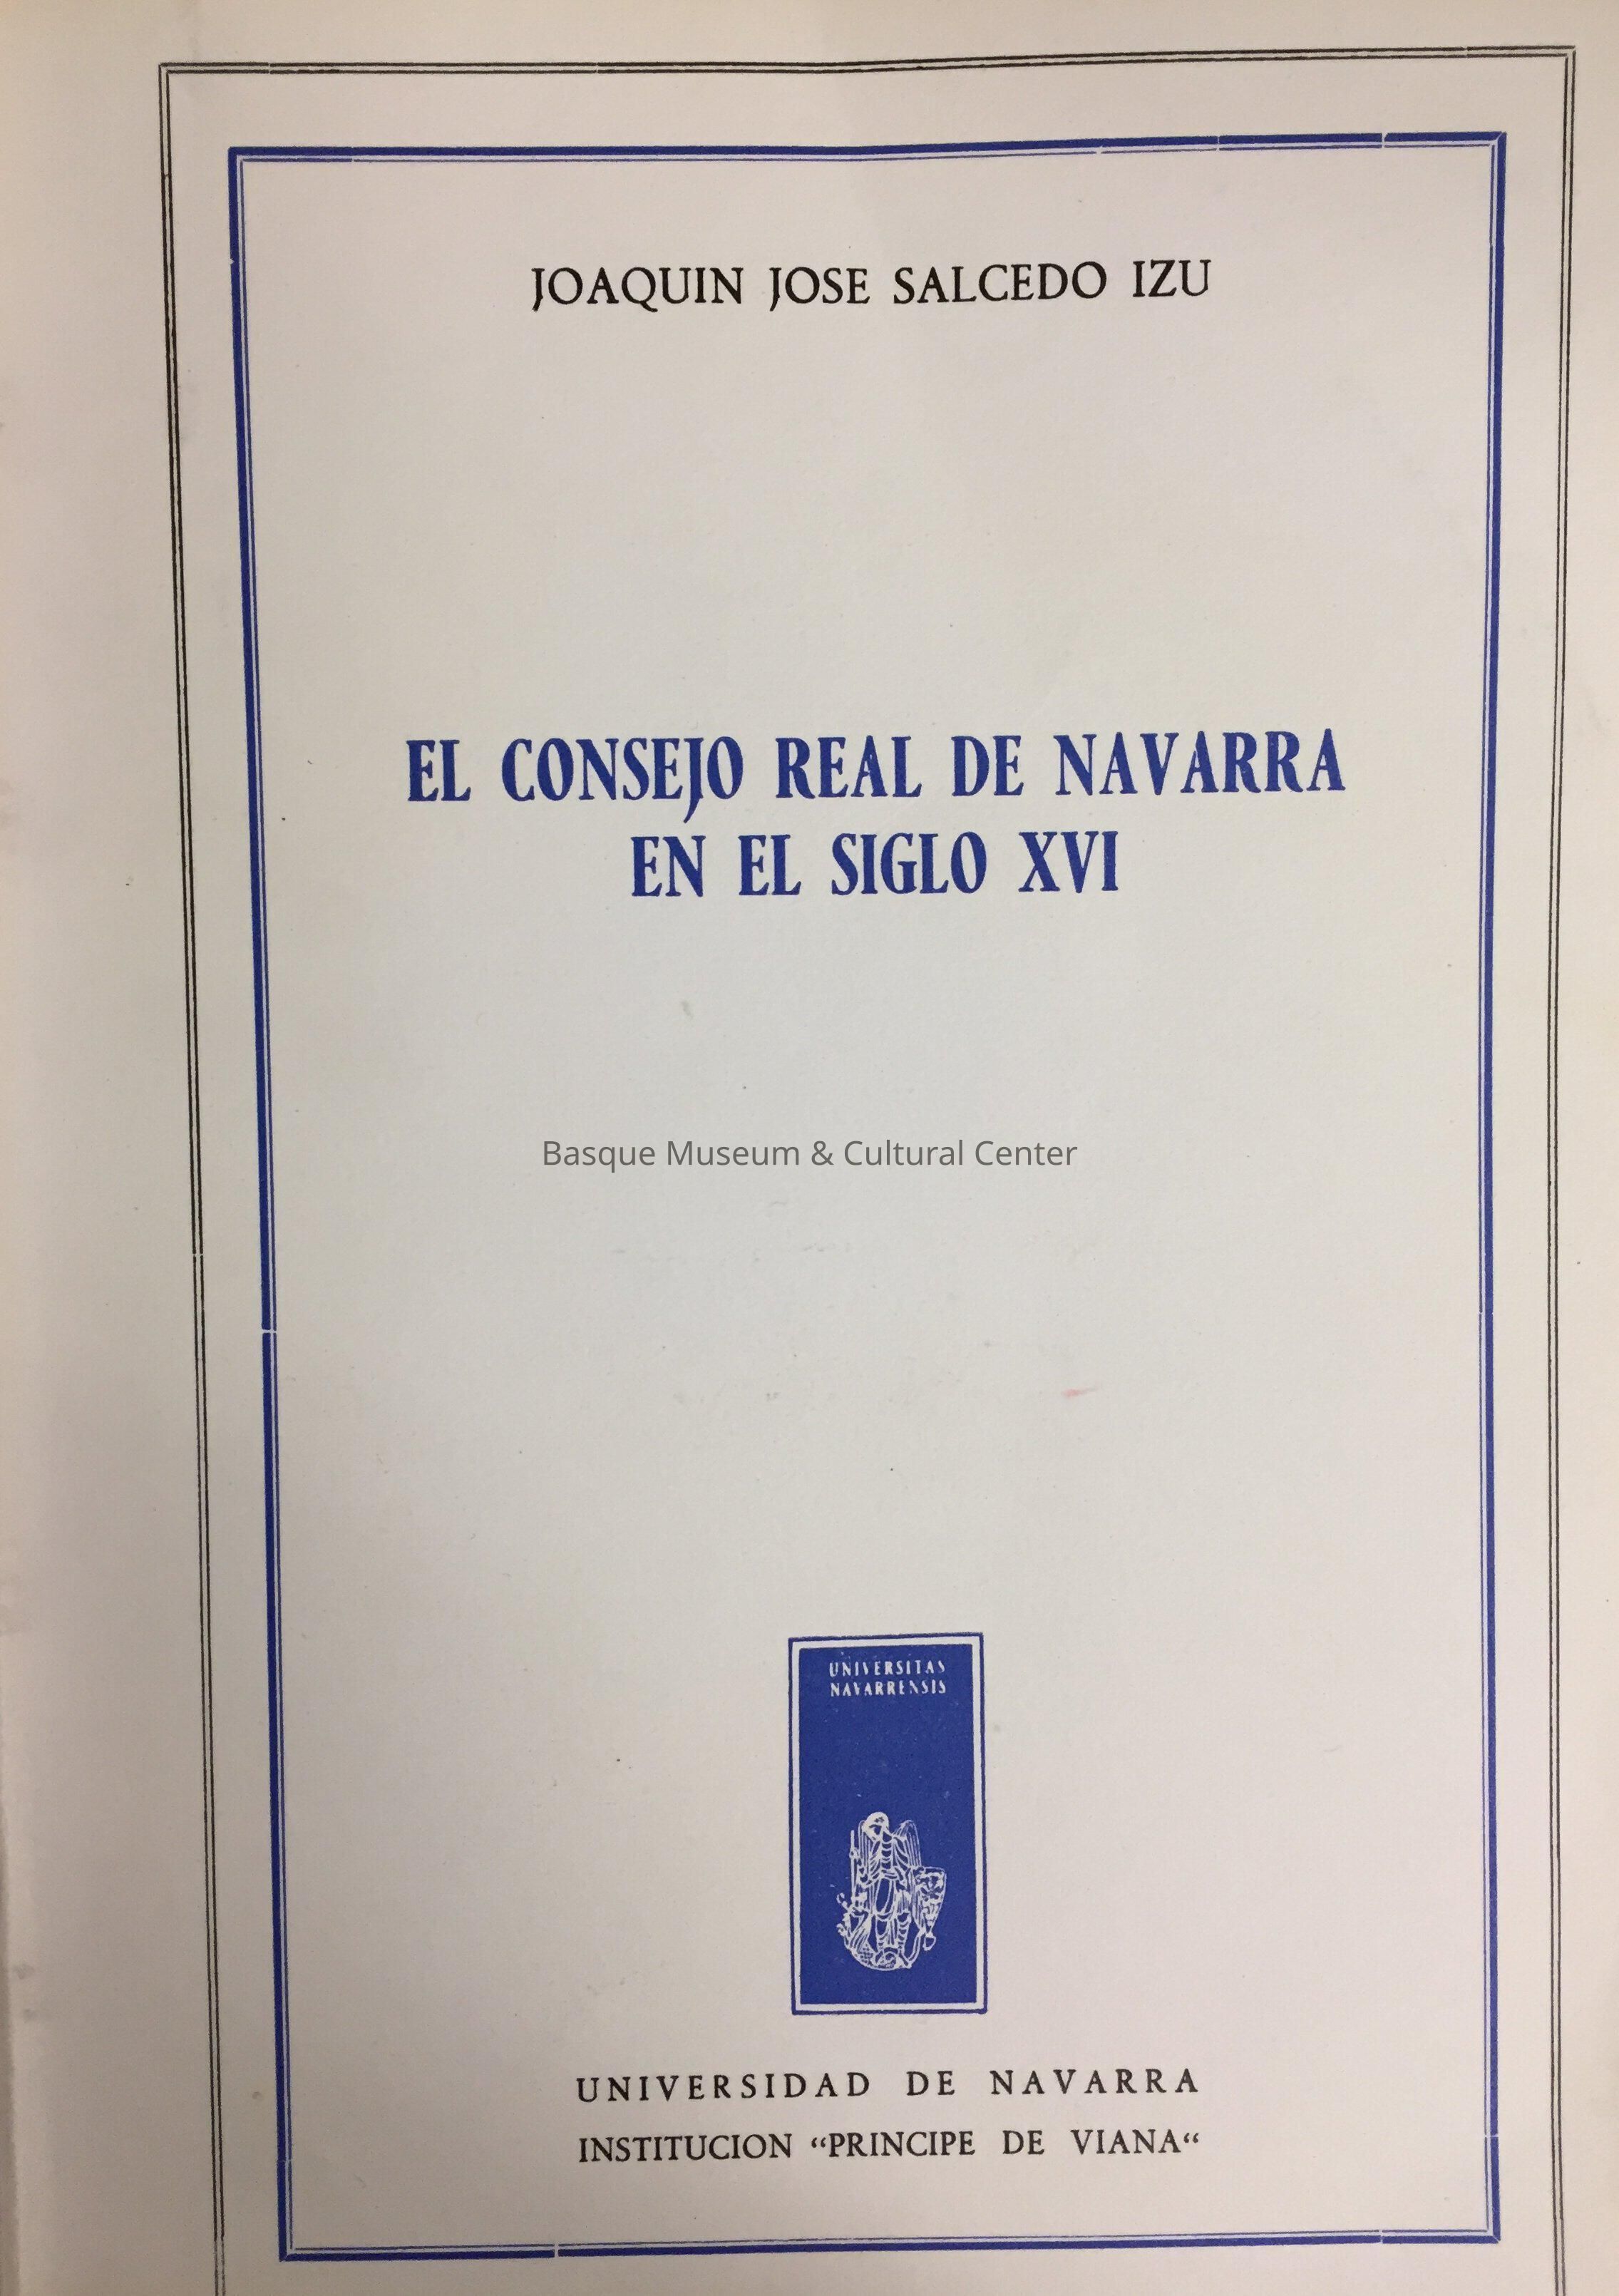 JOAQUIN JOSE SALCEDO IZU
EL CONSEJO REAL DE NAVARRA
EN EL SIGLO XVI
Basque Museum & Cultural Center
UNIVERSITAS
NAVARRENSIS
UNIVERSIDAD DE NAVARRA
INSTITUCION “PRINCIPE DE VIANA“